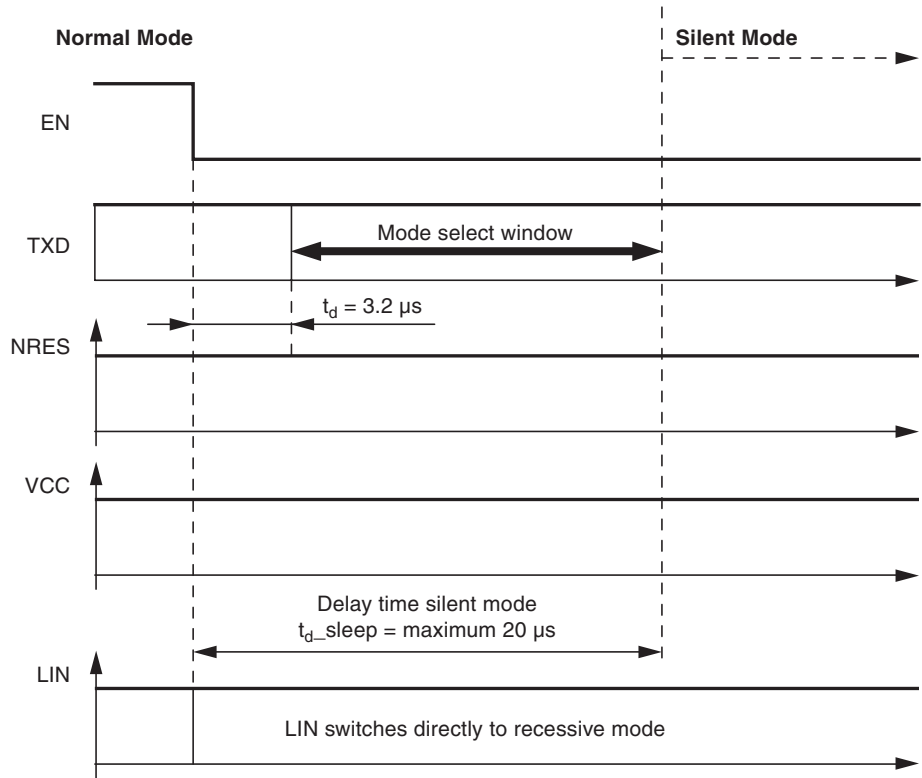 Normal Mode
Silent Mode
EN
TXD
Mode select window
t_d = 3.2 μs
NRES
VCC
Delay time silent mode
t_d_sleep = maximum 20 μs
LIN
LIN switches directly to recessive mode